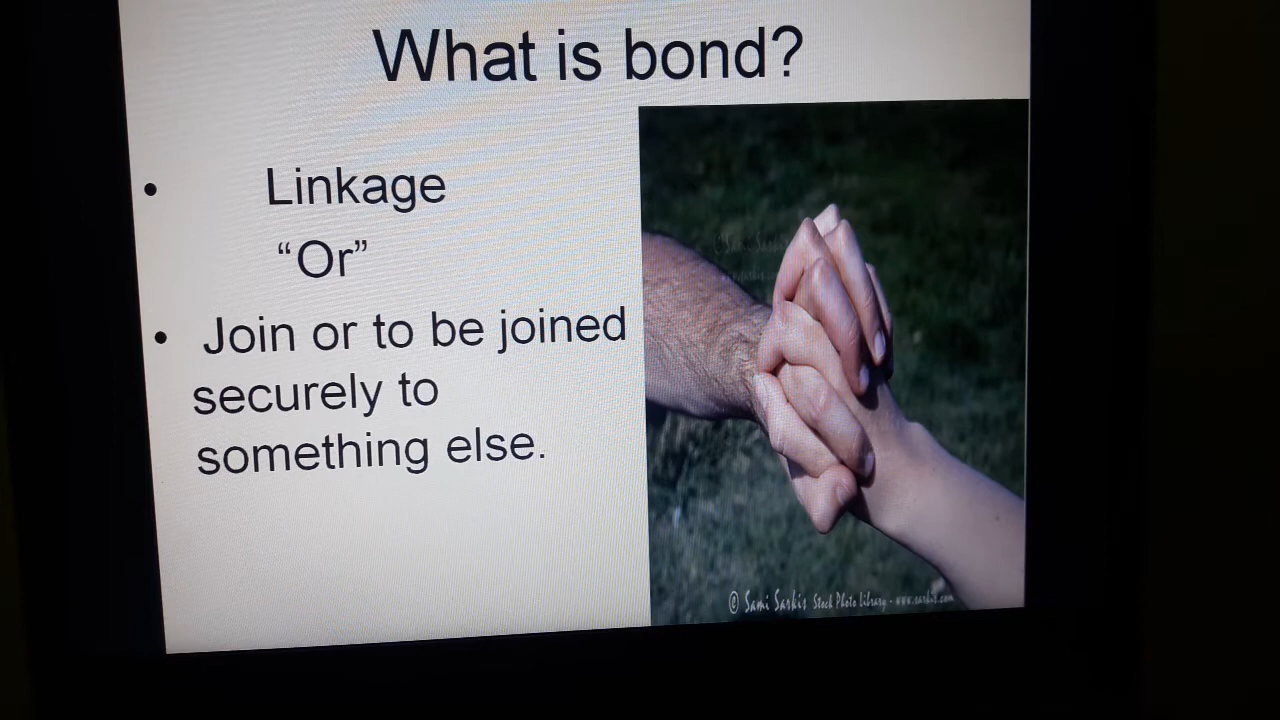 What is bond?
• Linkage
“Or”
• Join or to be joined
securely to
something else.
© Sami Sarkis Stock Photo Library - www.sarkis.com